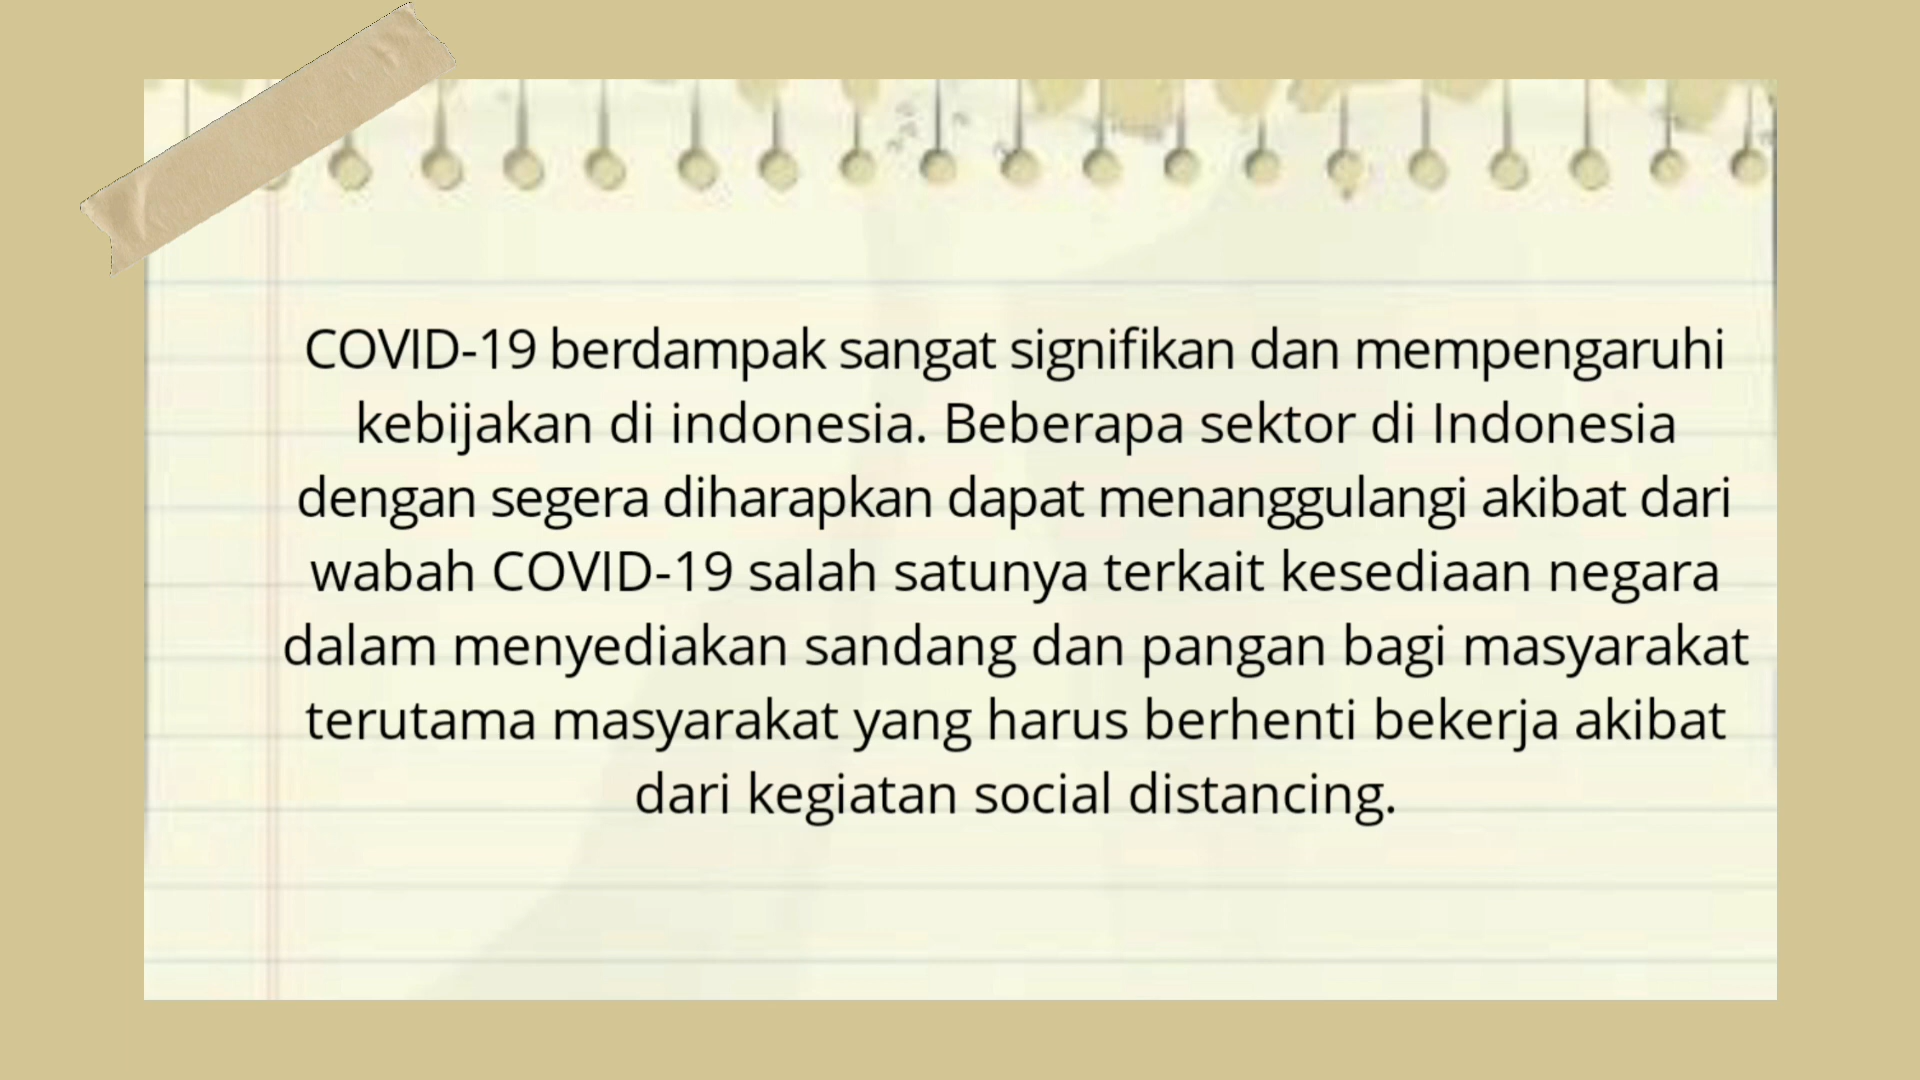 COVID-19 berdampak sangat signifikan dan mempengaruhi
kebijakan di indonesia. Beberapa sektor di Indonesia
dengan segera diharapkan dapat menanggulangi akibat dari
wabah COVID-19 salah satunya terkait kesediaan negara
dalam menyediakan sandang dan pangan bagi masyarakat
terutama masyarakat yang harus berhenti bekerja akibat
dari kegiatan social distancing.